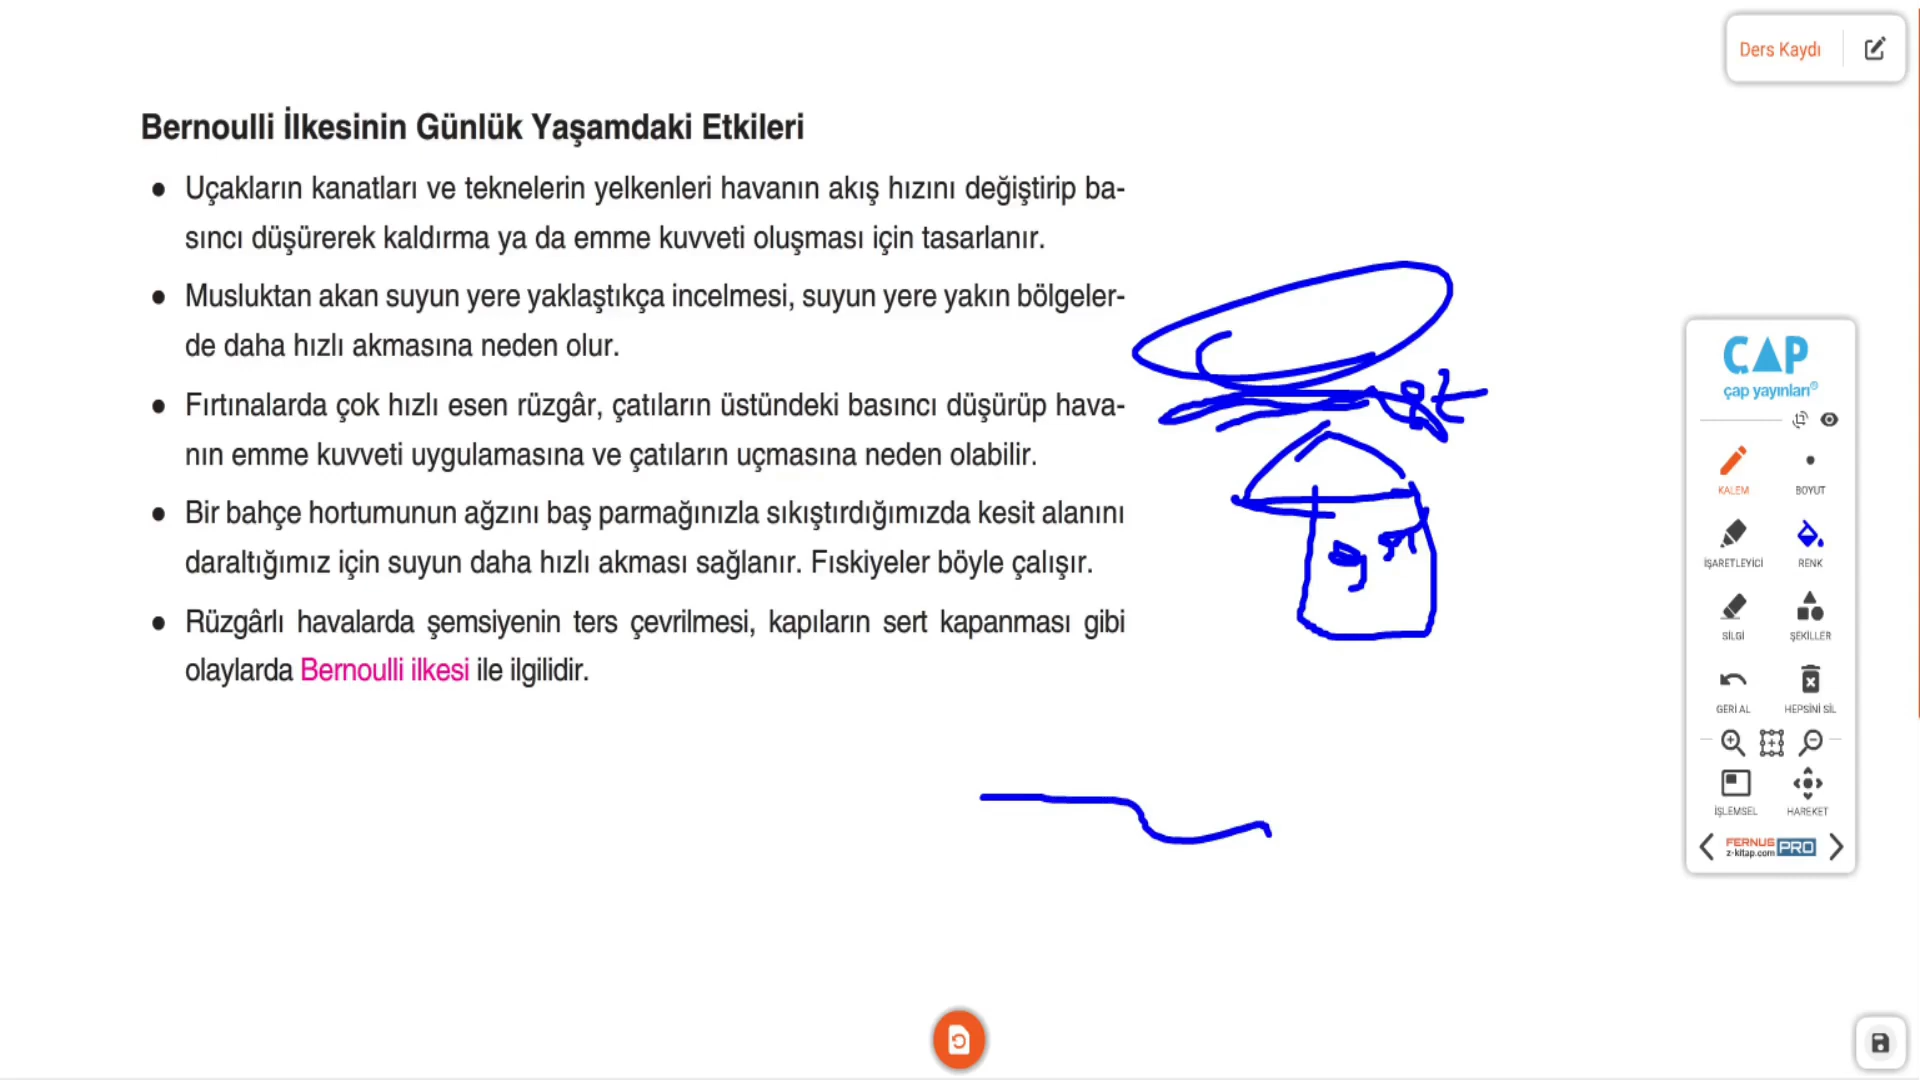 Ders Kaydı
Bernoulli İlkesinin Günlük Yaşamdaki Etkileri
● Uçakların kanatları ve teknelerin yelkenleri havanın akış hızını değiştirip ba-
sıncı düşürerek kaldırma ya da emme kuvveti oluşması için tasarlanır.
● Musluktan akan suyun yere yaklaştıkça incelmesi, suyun yere yakın bölgeler-
de daha hızlı akmasına neden olur.
● Fırtınalarda çok hızlı esen rüzgâr, çatıların üstündeki basıncı düşürüp hava-
nın emme kuvveti uygulamasına ve çatıların uçmasına neden olabilir.
● Bir bahçe hortumunun ağzını baş parmağınızla sıkıştırdığımızda kesit alanını
daraltığımız için suyun daha hızlı akması sağlanır. Fıskiyeler böyle çalışır.
● Rüzgârlı havalarda şemsiyenin ters çevrilmesi, kapıların sert kapanması gibi
olaylarda Bernoulli ilkesi ile ilgilidir.
ÇAP
çap yayınları®
KALEM BOYUT
İŞARETLEYİCİ RENK
SİLGİ ŞEKİLLER
GERİ AL HEPSİNİ SİL
İŞLEMSEL HAREKET
FERNUS PRO
z-kitap.com